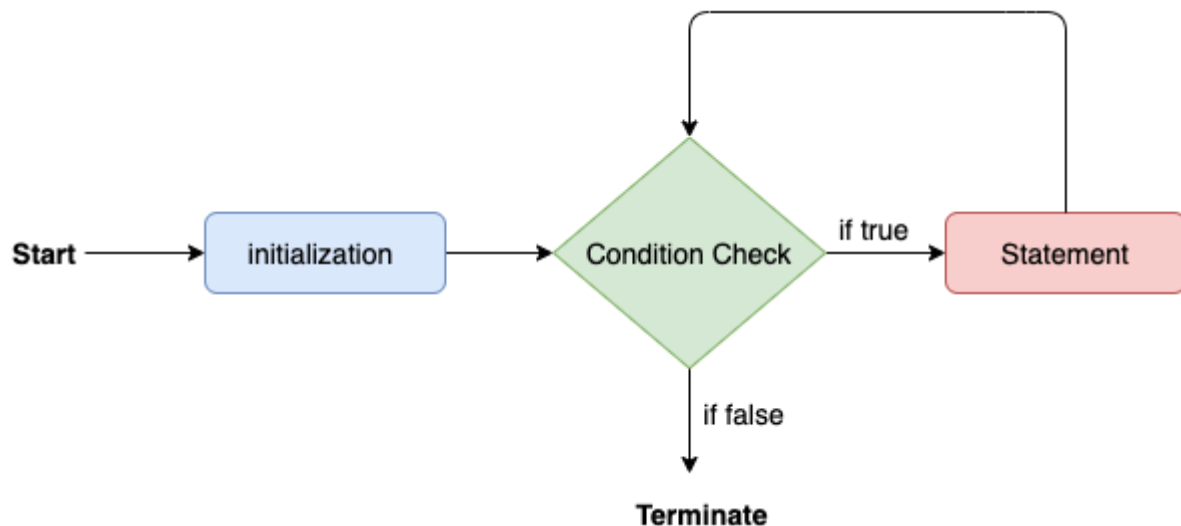 Start
initialization
Condition Check
if true
Statement
if false
Terminate